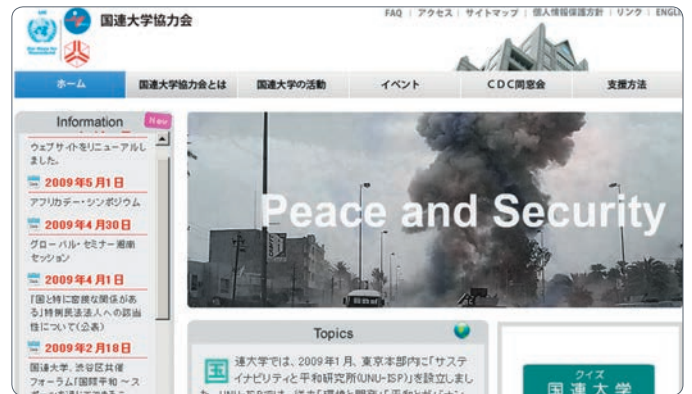 国連大学協力会
FAQ | アクセス | サイトマップ | 個人情報保護方針 | リンク | ENGL
ホーム
国連大学協力会とは
国連大学の活動
イベント
CDC同窓会
支援方法
Information
New
ウェブサイトをリニューアルし
ました。
2009年5月1日
アフリカデー・シンポジウム
2009年4月30日
グローバル・セミナー湘南
セッション
2009年4月1日
「国と特に密接な関係があ
る」特例民法法人への該当
性について(公表)
2009年2月18日
国連大学、渋谷区共催
フォーラム「国際平和〜ス
Peace and Security
Topics
国
連大学では、2009年1月、東京本部内に「サステ
イナビリティと平和研究所(UNU-ISP)」を設立しまし
クイズ
国連大学